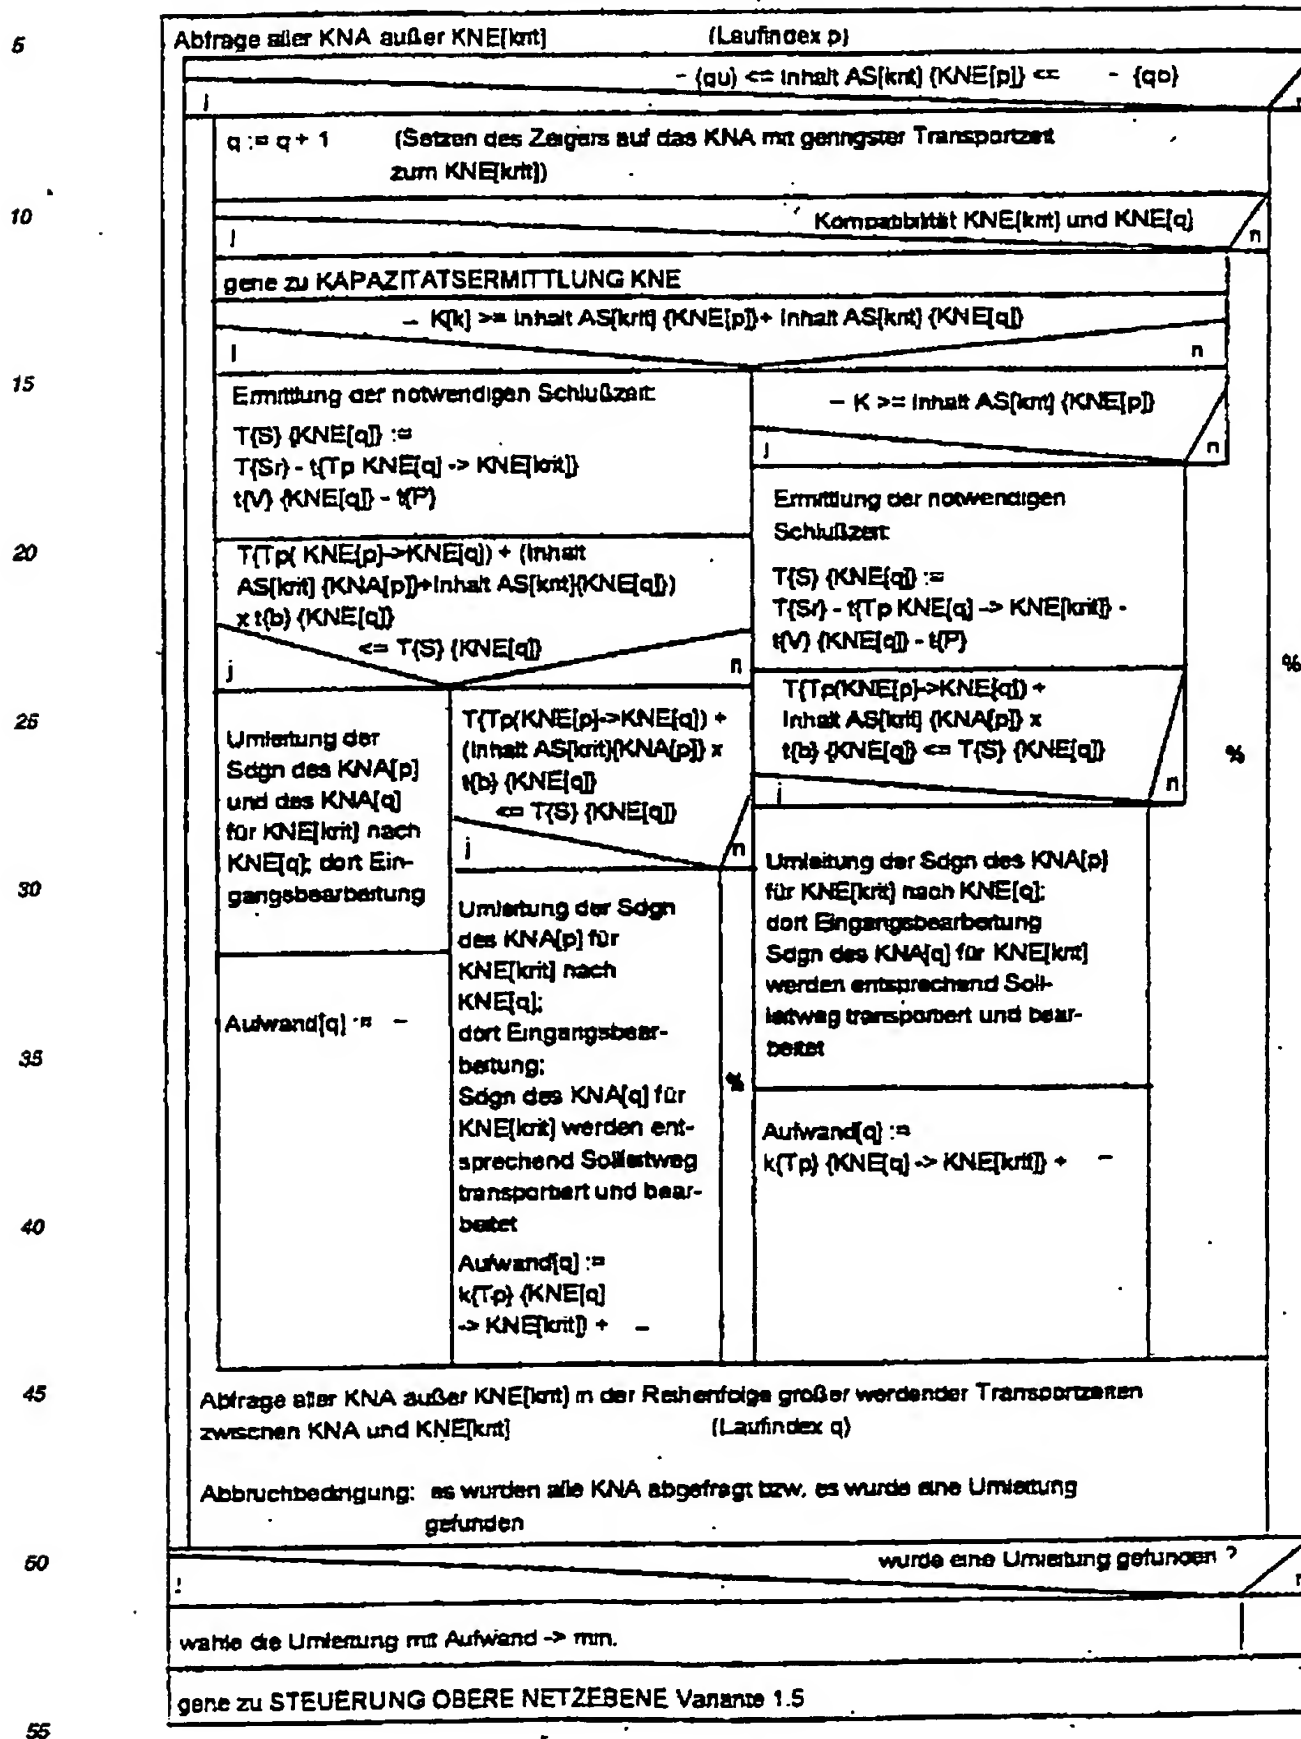 5
Abfrage aller KNA außer KNE[krit] (Laufindex p)
- {qu} <= Inhalt AS[krit] {KNE[p]} <= - {qo}
j
n
q := q + 1 (Setzen des Zeigers auf das KNA mit geringster Transportzeit
zum KNE[krit])
10
Kompatibilität KNE[krit] und KNE[q]
j
n
gehe zu KAPAZITATSERMITTLUNG KNE
- K[k] >= Inhalt AS[krit] {KNE[p]}+ Inhalt AS[krit] {KNE[q]}
j
n
15
Ermittlung der notwendigen Schlußzeit:
T{S} {KNE[q]} :=
T{Sr} - t{Tp KNE[q] -> KNE[krit]}
t{V} {KNE[q]} - t{P}
- K >= Inhalt AS[krit] {KNE[p]}
j
n
Ermittlung der notwendigen
Schlußzeit:
T{S} {KNE[q]} :=
T{Sr} - t{Tp KNE[q] -> KNE[krit]} -
t{V} {KNE[q]} - t{P}
20
T{Tp( KNE[p]->KNE[q]) + (Inhalt
AS[krit] {KNA[p]}+Inhalt AS[krit]{KNE[q]})
x t{b} {KNE[q]}
<= T{S} {KNE[q]}
j
n
T{Tp(KNE[p]->KNE[q]) +
Inhalt AS[krit] {KNA[p]} x
t{b} {KNE[q]} <= T{S} {KNE[q]}
j
n
%
%
25
Umleitung der
Sdgn des KNA[p]
und des KNA[q]
für KNE[krit] nach
KNE[q]; dort Ein-
gangsbearbeitung
T{Tp(KNE[p]->KNE[q]) +
(Inhalt AS[krit]{KNA[p]} x
t{b} {KNE[q]}
<= T{S} {KNE[q]}
j
n
30
Umleitung der Sdgn
des KNA[p] für
KNE[krit] nach
KNE[q];
dort Eingangsbear-
beitung;
Sdgn des KNA[q] für
KNE[krit] werden ent-
sprechend Solleitweg
transportiert und bear-
beitet
Aufwand[q] :=
k{Tp} {KNE[q]
-> KNE[krit]} + -
%
Umleitung der Sdgn des KNA[p]
für KNE[krit] nach KNE[q];
dort Eingangsbearbeitung
Sdgn des KNA[q] für KNE[krit]
werden entsprechend Soll-
leitweg transportiert und bear-
beitet
Aufwand[q] := -
35
Aufwand[q] :=
k{Tp} {KNE[q] -> KNE[krit]} + -
40
45
Abfrage aller KNA außer KNE[krit] in der Reihenfolge großer werdender Transportzeiten
zwischen KNA und KNE[krit] (Laufindex q)
Abbruchbedingung: es wurden alle KNA abgefragt bzw. es wurde eine Umleitung
gefunden
50
wurde eine Umleitung gefunden ?
j
n
wahle die Umleitung mit Aufwand -> min.
gehe zu STEUERUNG OBERE NETZEBENE Variante 1.5
55